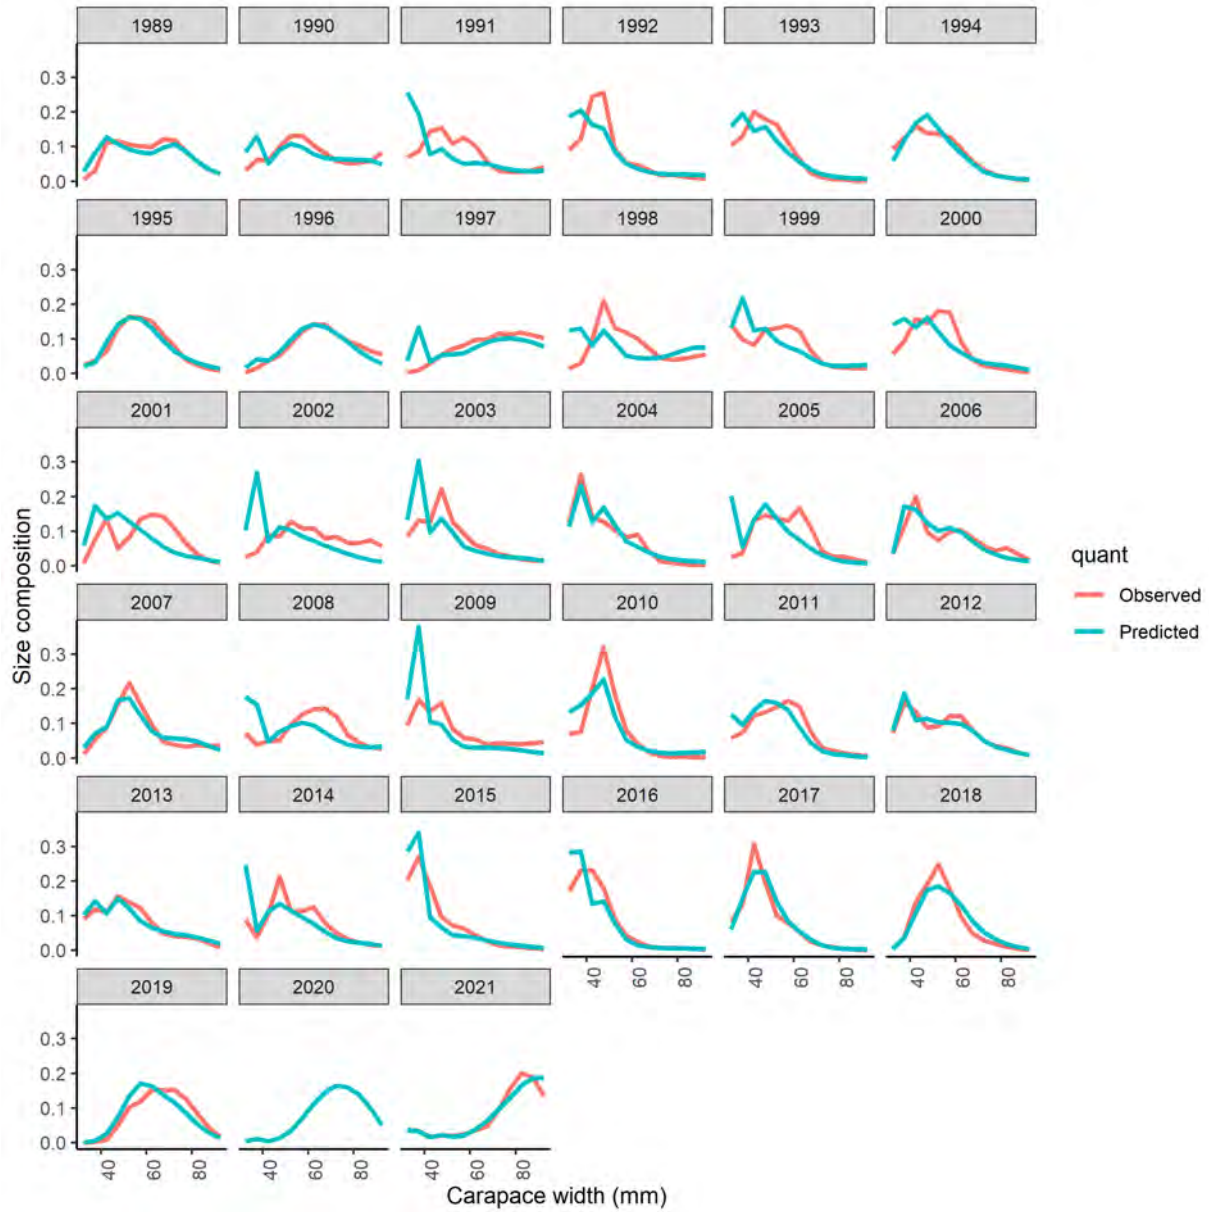 1989 1990 1991 1992 1993 1994
0.3
0.2
0.1
0.0
1995 1996 1997 1998 1999 2000
0.3
0.2
0.1
0.0
2001 2002 2003 2004 2005 2006
0.3
0.2
0.1
0.0
2007 2008 2009 2010 2011 2012
0.3
0.2
0.1
0.0
2013 2014 2015 2016 2017 2018
0.3
0.2
0.1
0.0
40 60 80 40 60 80 40 60 80
2019 2020 2021
0.3
0.2
0.1
0.0
40 60 80 40 60 80 40 60 80
Carapace width (mm)
Size composition
quant
Observed
Predicted